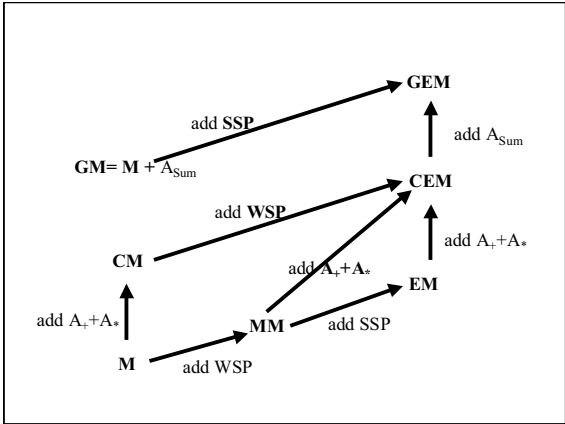 GEM
add SSP
add A_Sum
GM= M + A_Sum
CEM
add WSP
add A₊+A*
CM
add A₊+A*
EM
add A₊+A*
MM
add SSP
M
add WSP